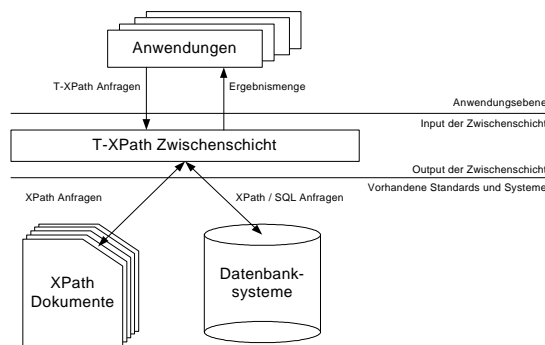 Anwendungen
T-XPath Anfragen
Ergebnismenge
Anwendungsebene
Input der Zwischenschicht
T-XPath Zwischenschicht
Output der Zwischenschicht
Vorhandene Standards und Systeme
XPath Anfragen
XPath / SQL Anfragen
XPath
Dokumente
Datenbank-
systeme